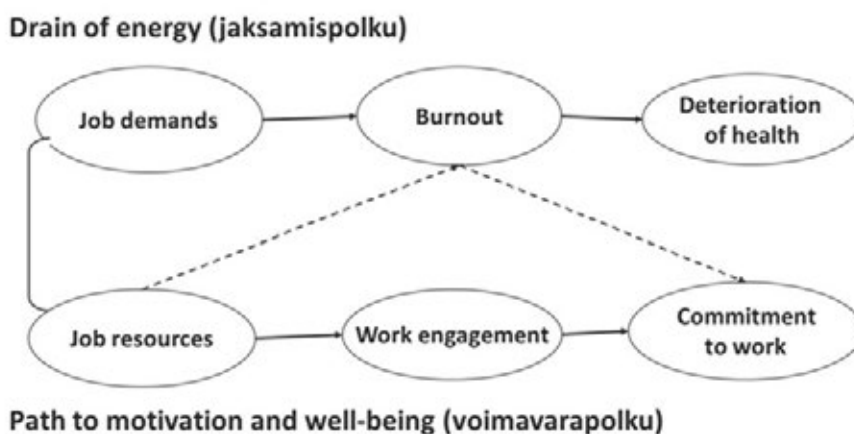 Drain of energy (jaksamispolku)
Job demands
Burnout
Deterioration
of health
Job resources
Work engagement
Commitment
to work
Path to motivation and well-being (voimavarapolku)